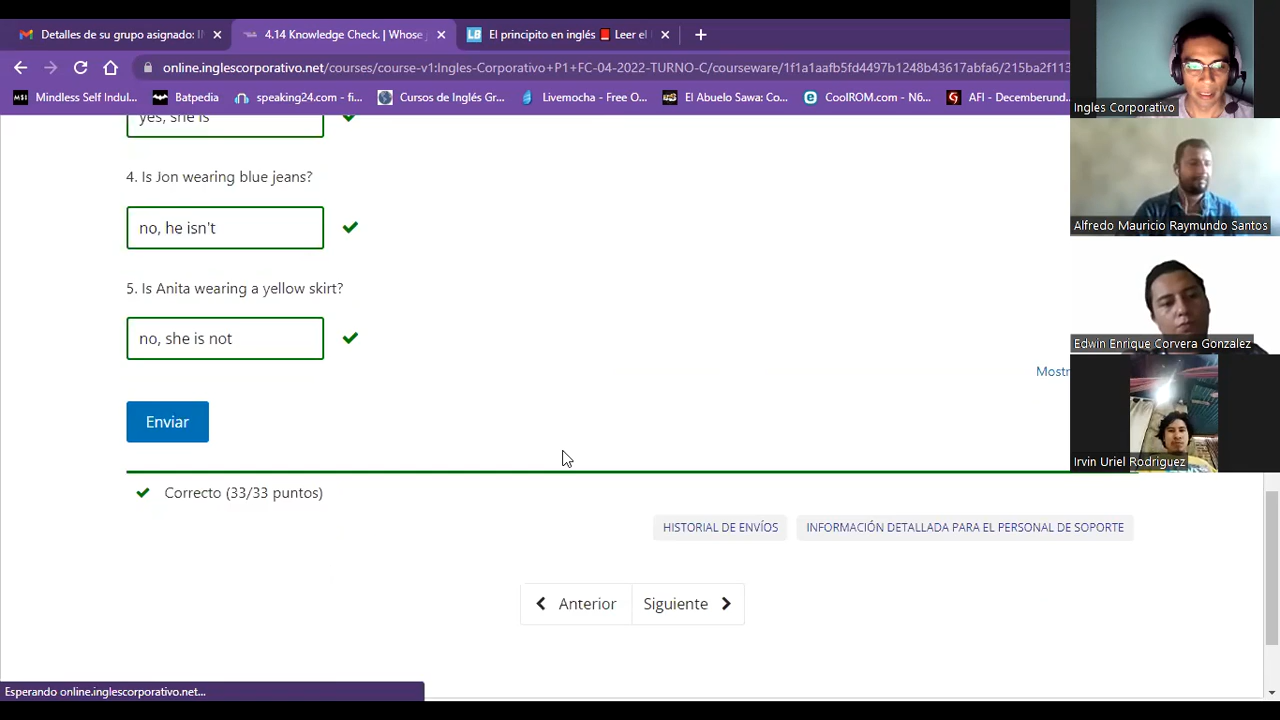 Detalles de su grupo asignado: I
4.14 Knowledge Check. | Whose
El principito en inglés 📕 Leer el
online.inglescorporativo.net/courses/course-v1:Ingles-Corporativo+P1+FC-04-2022-TURNO-C/courseware/1f1a1aafb5fd4497b1248b43617abfa6/215ba2f113
Mindless Self Indul...
Batpedia
speaking24.com - fi...
Cursos de Inglés Gr...
Livemocha - Free O...
El Abuelo Sawa: Co...
CoolROM.com - N6...
AFI - Decemberund...
Ingles Corporativo
yes, she is
4. Is Jon wearing blue jeans?
no, he isn't
Alfredo Mauricio Raymundo Santos
5. Is Anita wearing a yellow skirt?
no, she is not
Edwin Enrique Corvera Gonzalez
Mostr
Enviar
Irvin Uriel Rodriguez
Correcto (33/33 puntos)
HISTORIAL DE ENVÍOS
INFORMACIÓN DETALLADA PARA EL PERSONAL DE SOPORTE
Anterior
Siguiente
Esperando online.inglescorporativo.net...